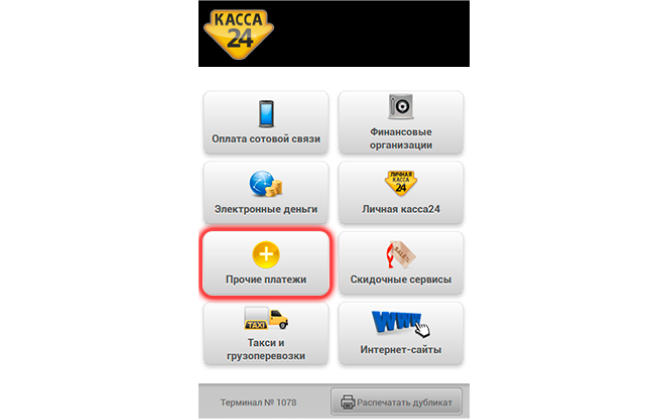 КАССА
24
Оплата сотовой связи
Финансовые
организации
Электронные деньги
ЛИЧНАЯ
КАССА
24
Личная касса24
Прочие платежи
SALE%
Скидочные сервисы
TAXI
Такси и
грузоперевозки
WWW
Интернет-сайты
Терминал № 1078
Распечатать дубликат